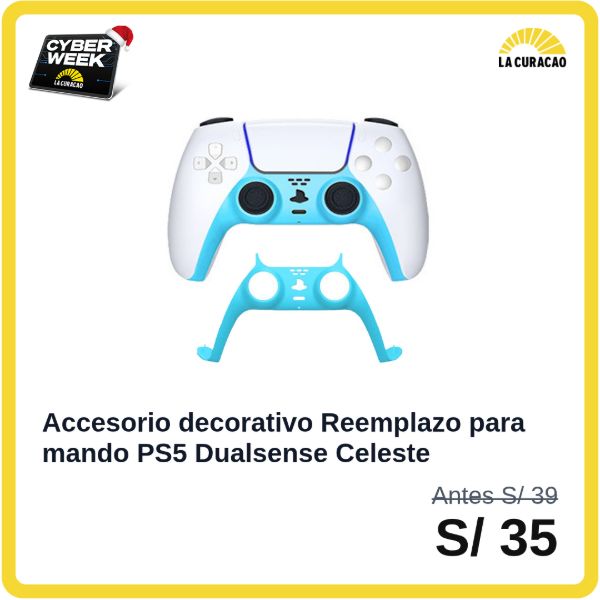 CYBER
WEEK
LA CURACAO
LA CURACAO
Accesorio decorativo Reemplazo para
mando PS5 Dualsense Celeste
Antes S/ 39
S/ 35